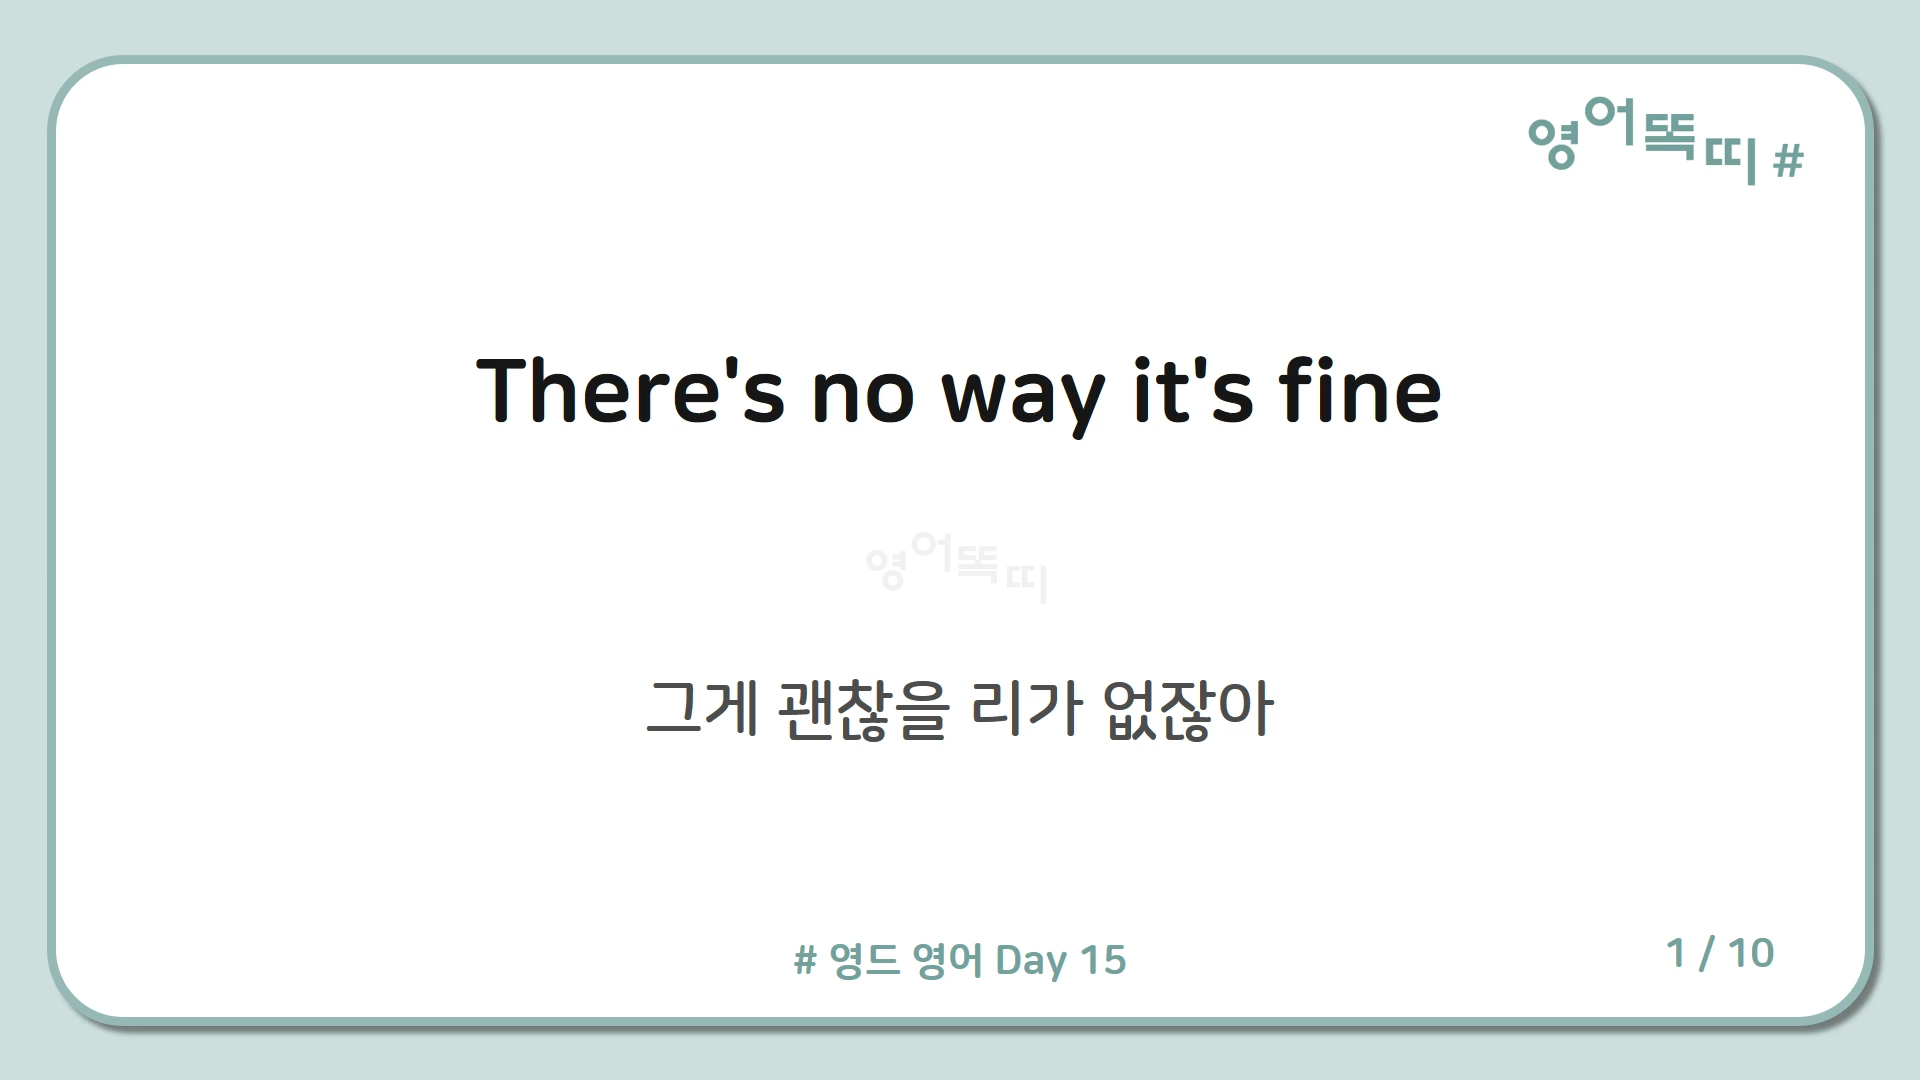 영어똑띠 #
There's no way it's fine
영어똑띠
그게 괜찮을 리가 없잖아
# 영드 영어 Day 15
1 / 10